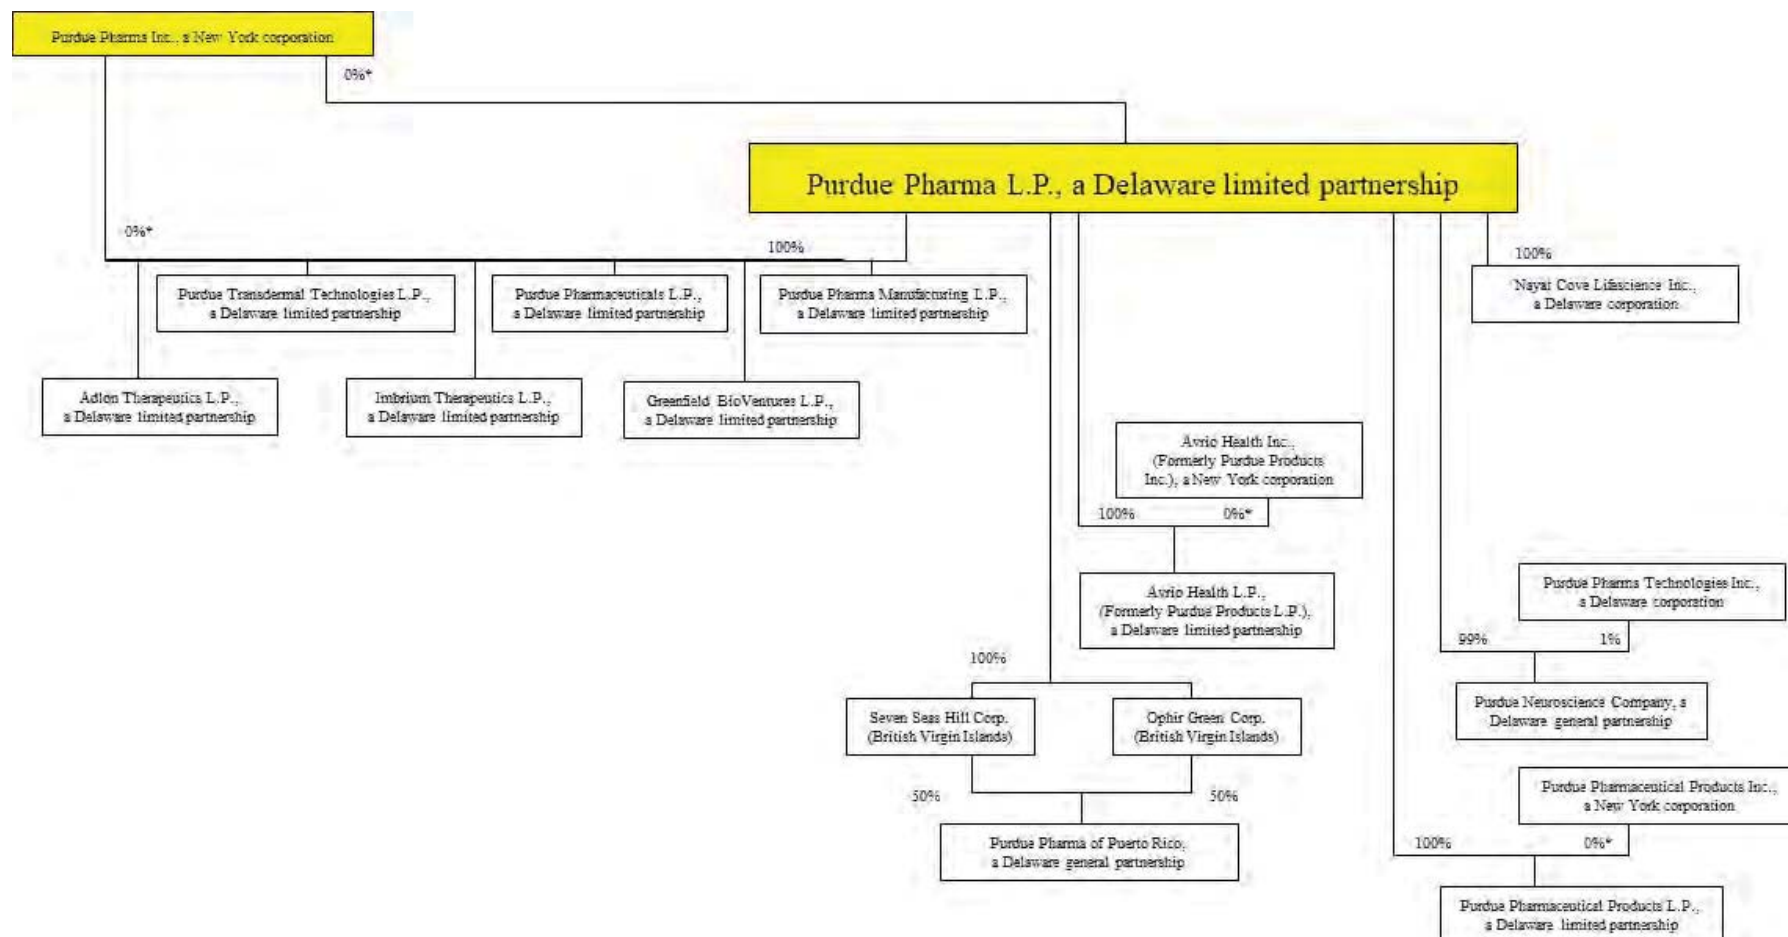 Purdue Pharma Inc., a New York corporation
0%*
Purdue Pharma L.P., a Delaware limited partnership
0%*
100%
100%
Purdue Transdermal Technologies L.P.,
a Delaware limited partnership
Purdue Pharmaceuticals L.P.,
a Delaware limited partnership
Purdue Pharma Manufacturing L.P.,
a Delaware limited partnership
Nayat Cove Lifescience Inc.,
a Delaware corporation
Adlon Therapeutics L.P.,
a Delaware limited partnership
Imbrium Therapeutics L.P.,
a Delaware limited partnership
Greenfield BioVentures L.P.,
a Delaware limited partnership
Avrio Health Inc.,
(Formerly Purdue Products
Inc.), a New York corporation
100%
0%*
Avrio Health L.P.,
(Formerly Purdue Products L.P.),
a Delaware limited partnership
Purdue Pharma Technologies Inc.,
a Delaware corporation
99%
1%
100%
Seven Seas Hill Corp.
(British Virgin Islands)
Ophir Green Corp.
(British Virgin Islands)
Purdue Neuroscience Company, a
Delaware general partnership
50%
50%
Purdue Pharmaceutical Products Inc.,
a New York corporation
Purdue Pharma of Puerto Rico,
a Delaware general partnership
100%
0%*
Purdue Pharmaceutical Products L.P.,
a Delaware limited partnership